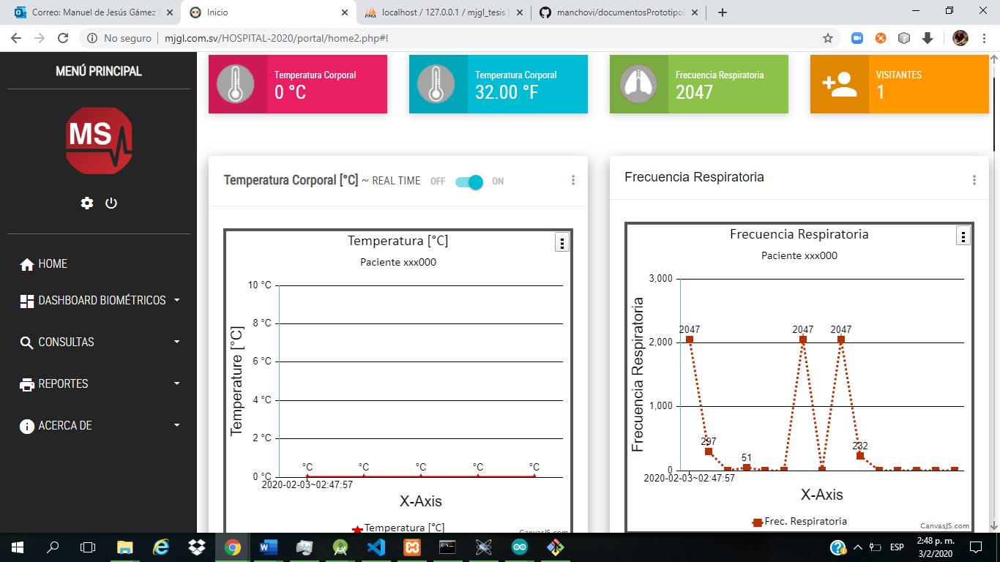 Correo: Manuel de Jesús Gámez
Inicio
localhost / 127.0.0.1 / mjgl_tesis
manchovi/documentosPrototipo
No seguro
mjgl.com.sv/HOSPITAL-2020/portal/home2.php#!
MENÚ PRINCIPAL
MS
HOME
DASHBOARD BIOMÉTRICOS
CONSULTAS
REPORTES
ACERCA DE
Temperatura Corporal
0 °C
Temperatura Corporal
32.00 °F
Frecuencia Respiratoria
2047
VISITANTES
1
Temperatura Corporal [°C] ~ REAL TIME OFF ON
Temperatura [°C]
Paciente xxx000
Temperature [°C]
10 °C
8 °C
6 °C
4 °C
2 °C
0 °C
°C °C °C °C °C
2020-02-03~02:47:57
X-Axis
Temperatura [°C]
CanvasJS.com
Frecuencia Respiratoria
Frecuencia Respiratoria
Paciente xxx000
Frecuencia Respiratoria
3,000
2,000
1,000
0
2047 2047 2047
297
51
232
2020-02-03~02:47:57
X-Axis
Frec. Respiratoria
CanvasJS.com
ESP
2:48 p. m.
3/2/2020